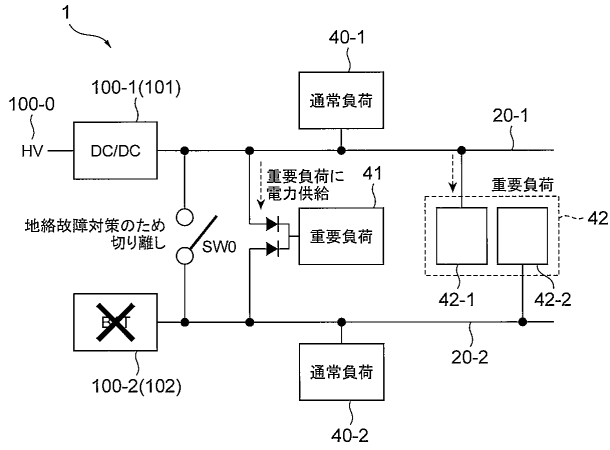 1
40-1
100-1(101)
通常負荷
100-0
20-1
HV
DC/DC
重要負荷に
電力供給
41
重要負荷
地絡故障対策のため
切り離し
SW0
重要負荷
42
42-1
42-2
20-2
100-2(102)
通常負荷
40-2